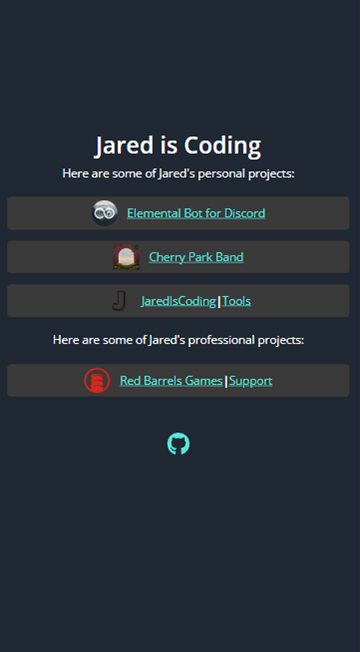 Jared is Coding
Here are some of Jared's personal projects:
Elemental Bot for Discord
Cherry Park Band
J JaredIsCoding|Tools
Here are some of Jared's professional projects:
Red Barrels Games|Support